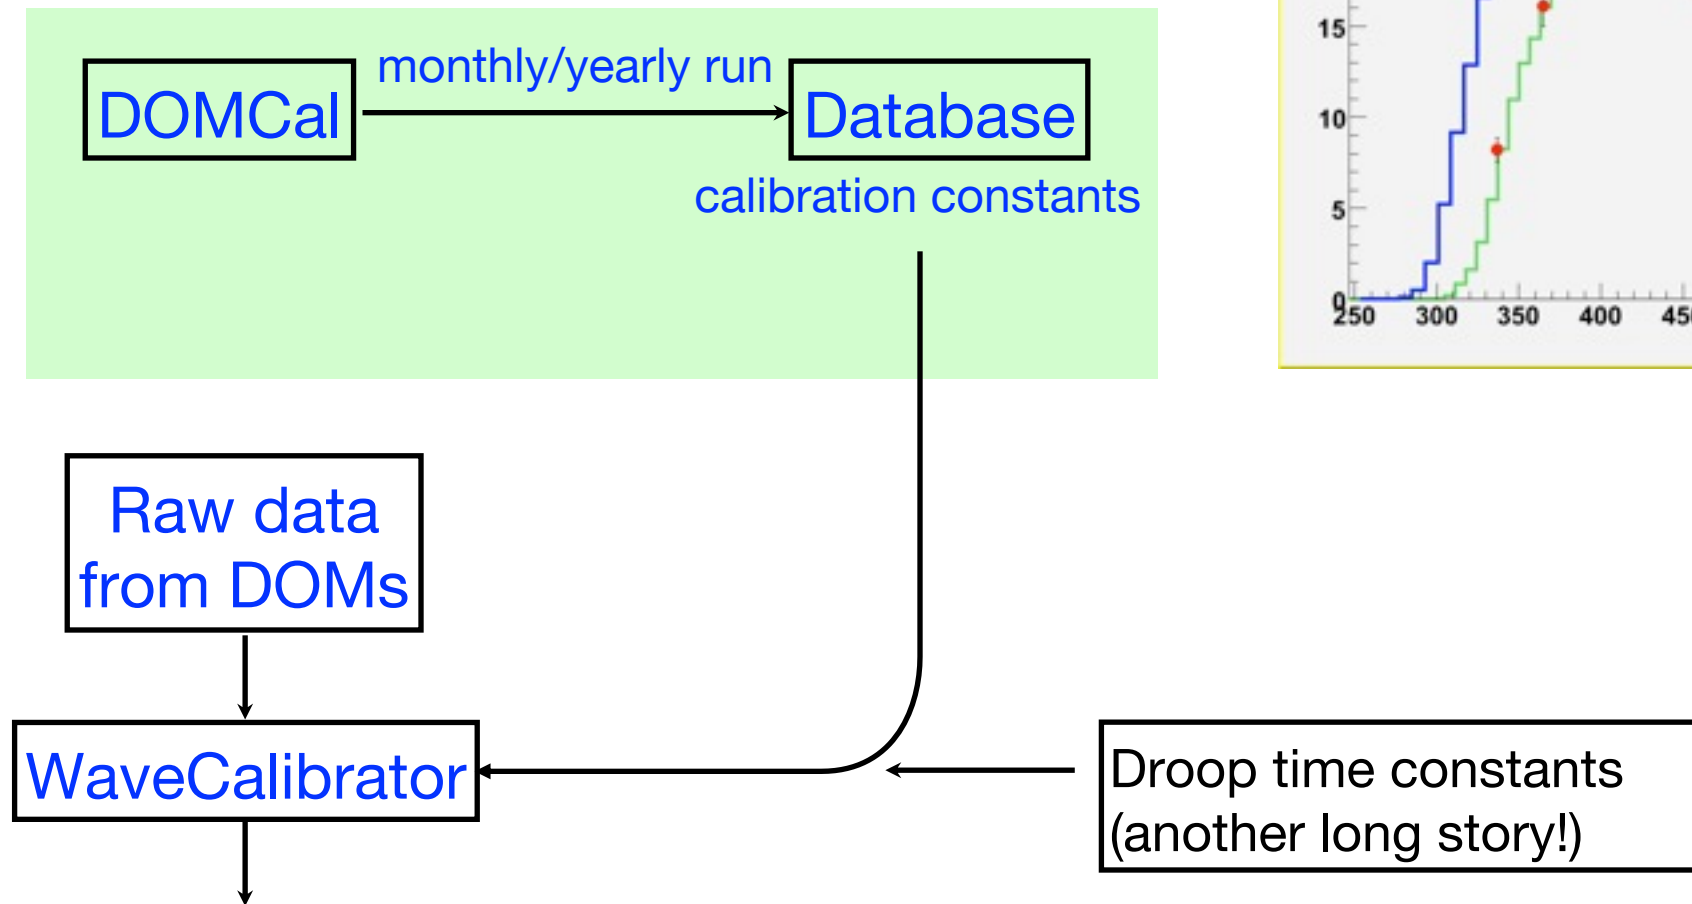 monthly/yearly run
DOMCal
Database
calibration constants
15
10
5
0
250 300 350 400 45
Raw data
from DOMs
WaveCalibrator
Droop time constants
(another long story!)